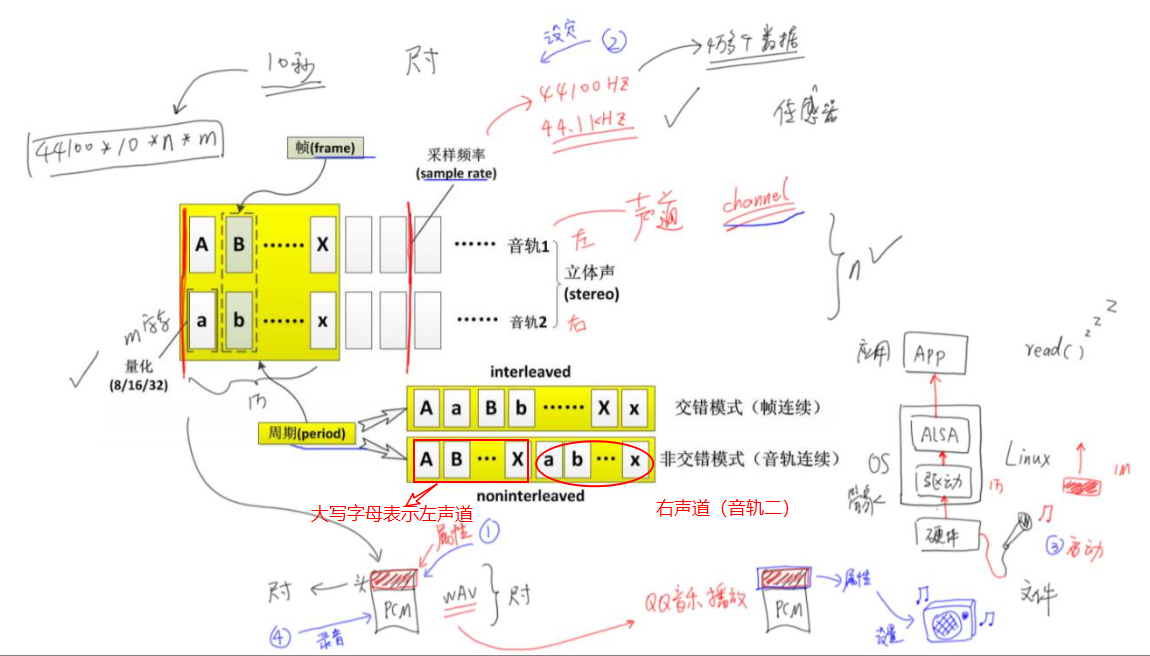 设定 ②
4万多个数据
10秒
尺寸
44100Hz
44.1KHz
传感器
44100*10*n*m
帧(frame)
采样频率
(sample rate)
声道
channel
A
B
······
X
······
音轨1
左
立体声
(stereo)
n
a
b
······
x
······
音轨2
右
m字节
量化
(8/16/32)
1万
周期(period)
interleaved
A a B b ······ X x
交错模式（帧连续）
A B ··· X a b ··· x
非交错模式（音轨连续）
noninterleaved
大写字母表示左声道
右声道（音轨二）
应用
APP
read()
z z z
ALSA
OS
驱动
1万
Linux
1M
硬件
③ 启动
文件
属性 ①
尺寸
头
PCM
WAV
尺寸
④ 录音
QQ音乐播放
PCM
属性
设置